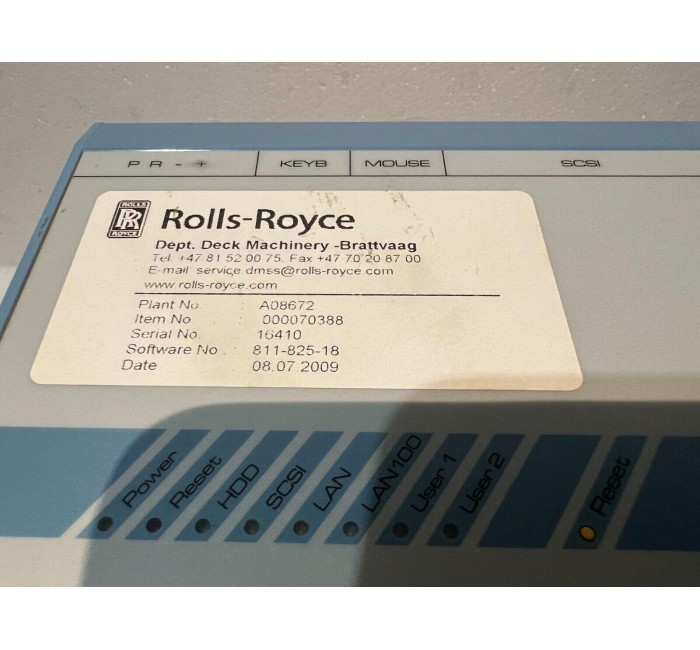 PR - +
KEYB
MOUSE
SCSI
ROLLS
RR
ROYCE
Rolls-Royce
Dept. Deck Machinery -Brattvaag
Tel. +47 81 52 00 75. Fax +47 70 20 87 00
E-mail service.dmss@rolls-royce.com
www.rolls-royce.com
Plant No. : A08672
Item No : 000070388
Serial No. : 16410
Software No. : 811-825-18
Date : 08.07.2009
Power
Reset
HDD
SCSI
LAN
LAN100
User 1
User 2
Reset